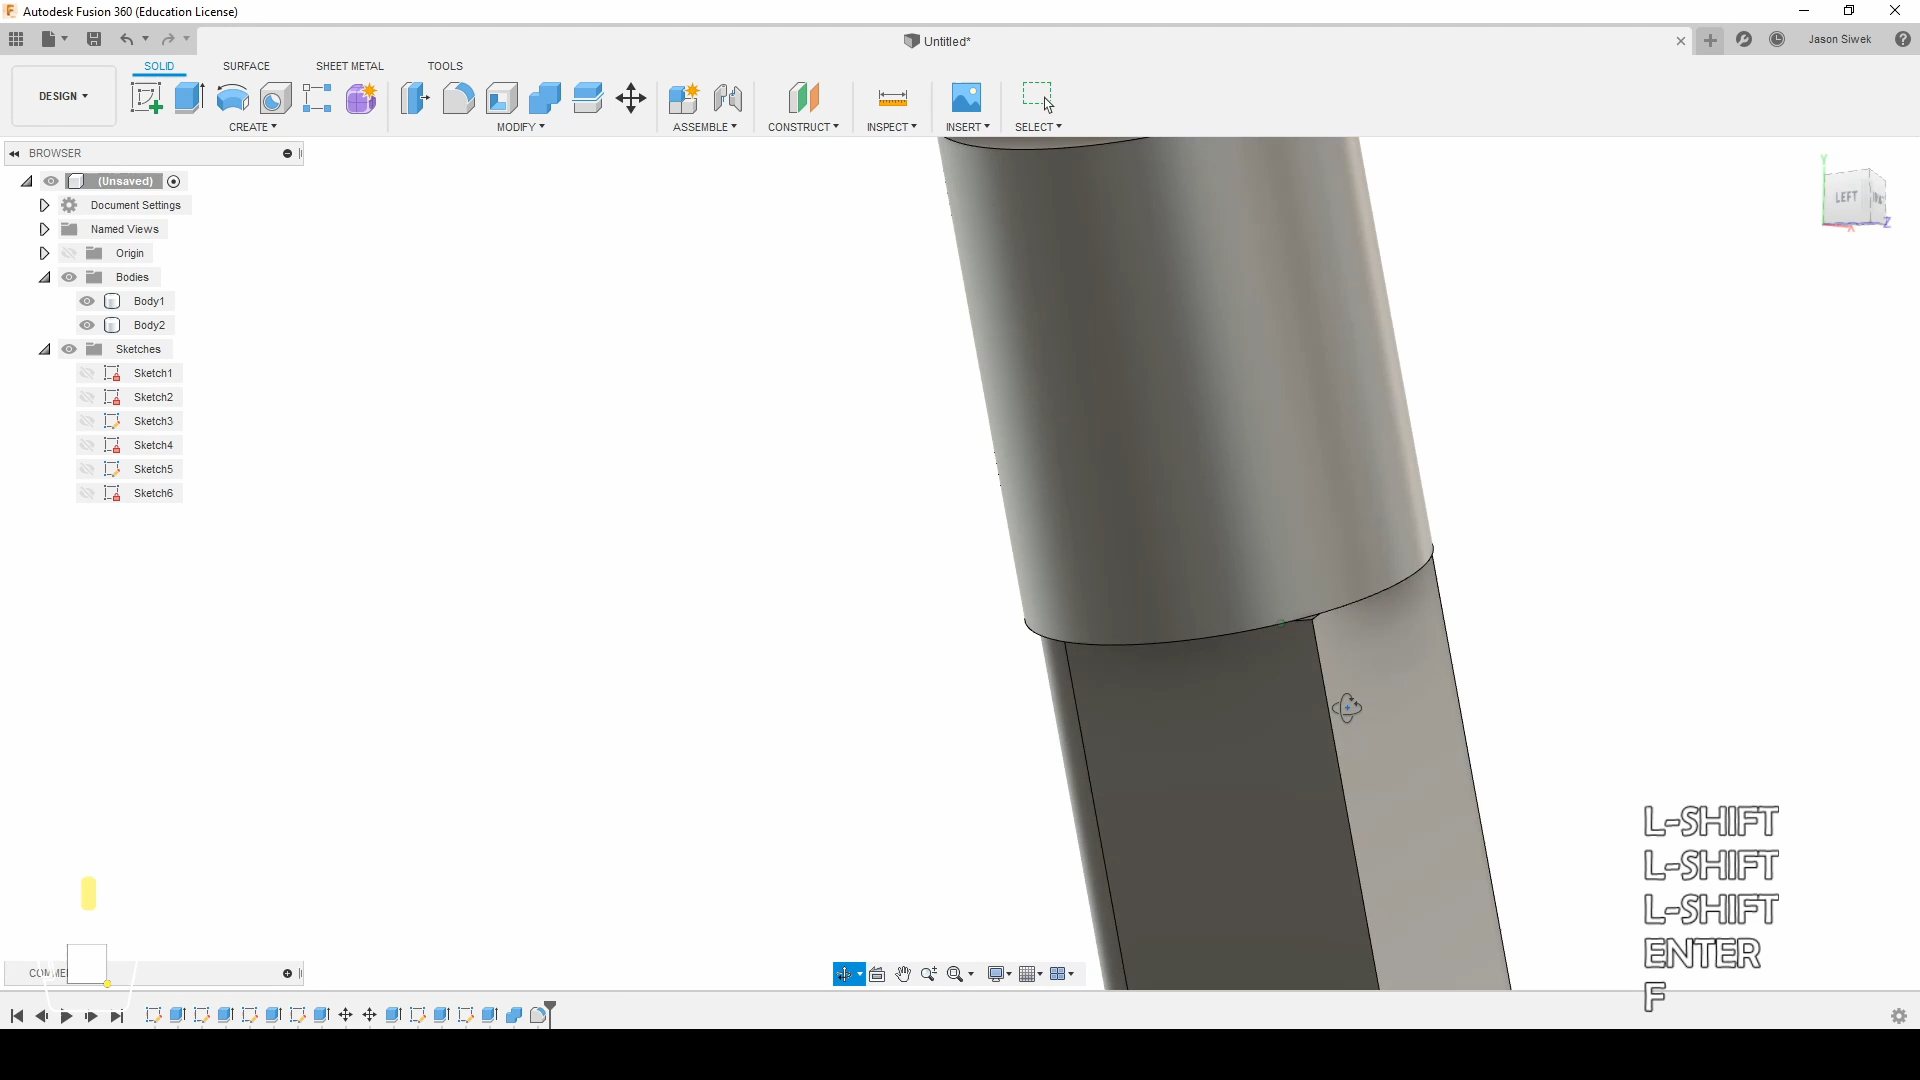 Autodesk Fusion 360 (Education License)
Untitled*
Jason Siwek
DESIGN
SOLID
SURFACE
SHEET METAL
TOOLS
CREATE
MODIFY
ASSEMBLE
CONSTRUCT
INSPECT
INSERT
SELECT
BROWSER
(Unsaved)
Document Settings
Named Views
Origin
Bodies
Body1
Body2
Sketches
Sketch1
Sketch2
Sketch3
Sketch4
Sketch5
Sketch6
Y
LEFT
Z
X
L-SHIFT
L-SHIFT
L-SHIFT
ENTER
F